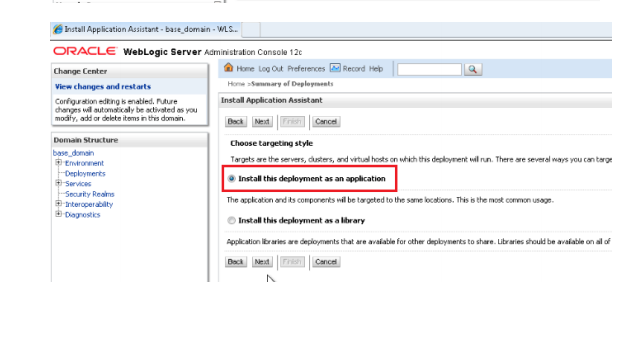 Install Application Assistant - base_domain - WLS...
ORACLE WebLogic Server Administration Console 12c
Change Center
View changes and restarts
Configuration editing is enabled. Future
changes will automatically be activated as you
modify, add or delete items in this domain.
Domain Structure
base_domain
Environment
Deployments
Services
Security Realms
Interoperability
Diagnostics
Home Log Out Preferences Record Help
Home >Summary of Deployments
Install Application Assistant
Back Next Finish Cancel
Choose targeting style
Targets are the servers, clusters, and virtual hosts on which this deployment will run. There are several ways you can targe
Install this deployment as an application
The application and its components will be targeted to the same locations. This is the most common usage.
Install this deployment as a library
Application libraries are deployments that are available for other deployments to share. Libraries should be available on all of
Back Next Finish Cancel